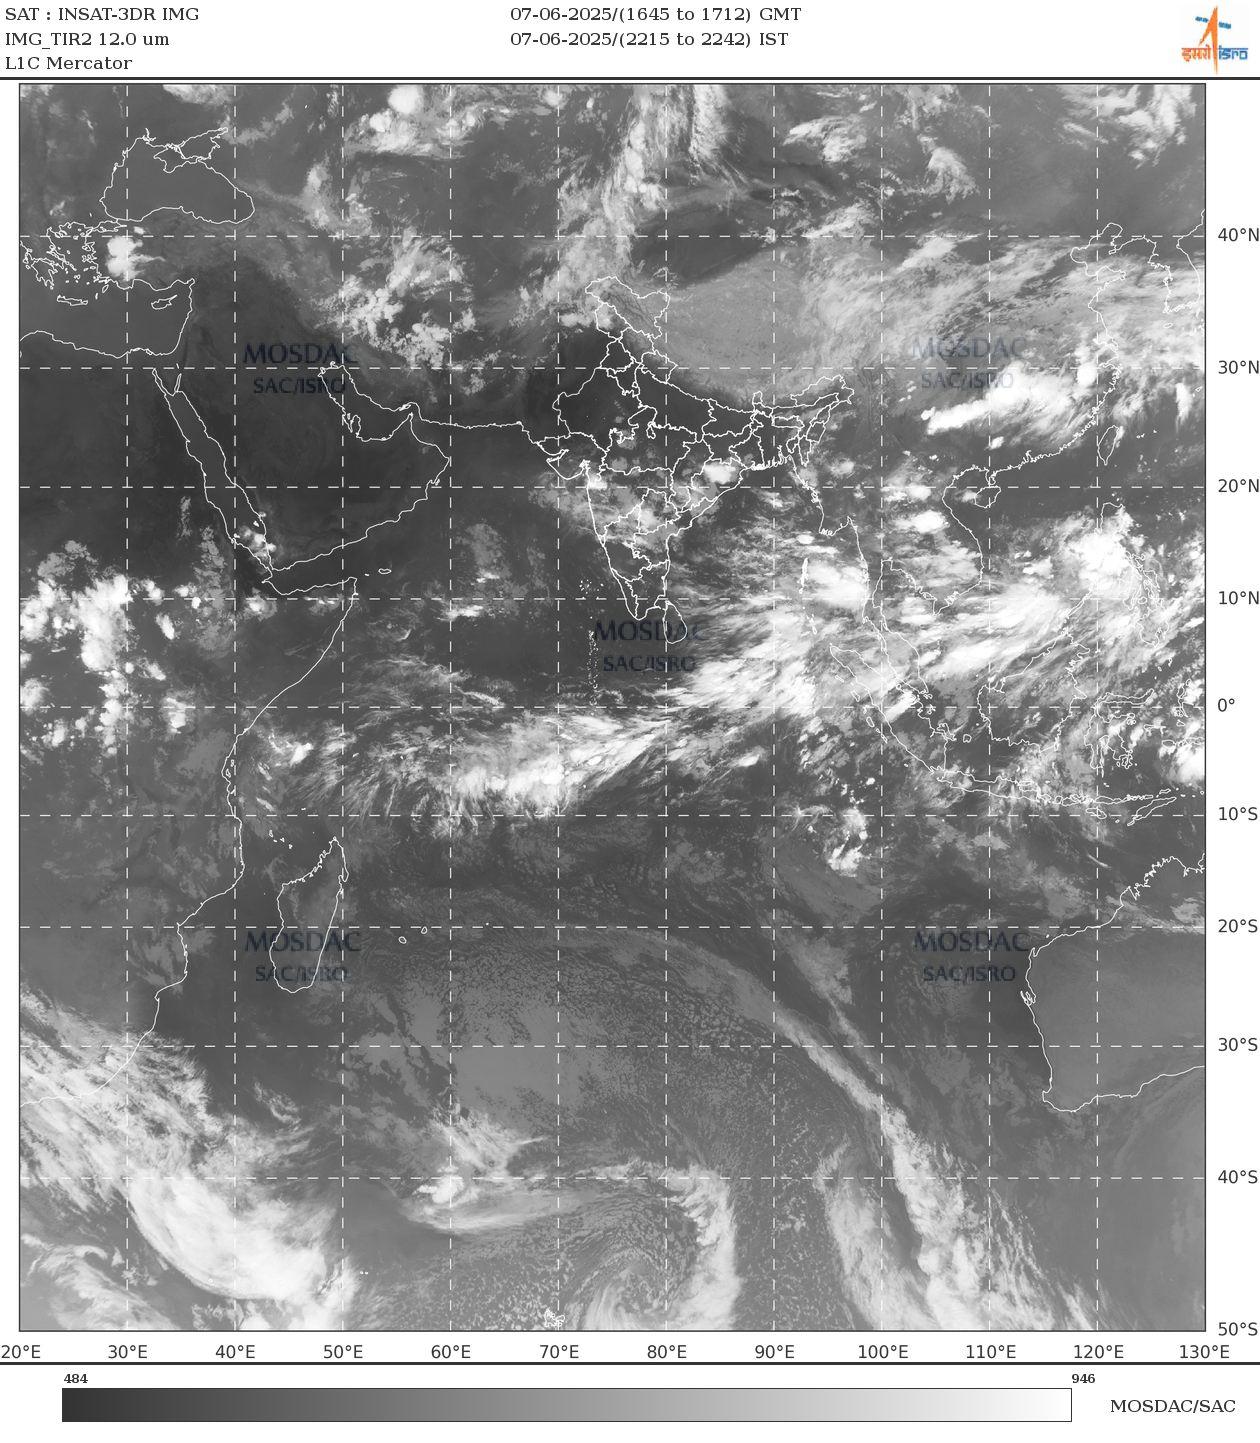 SAT : INSAT-3DR IMG
07-06-2025/(1645 to 1712) GMT
IMG_TIR2 12.0 um
07-06-2025/(2215 to 2242) IST
L1C Mercator
इसरो isro
40°N
MOSDAC
SAC/ISRO
MOSDAC
SAC/ISRO
30°N
20°N
10°N
MOSDAC
SAC/ISRO
0°
10°S
20°S
MOSDAC
SAC/ISRO
MOSDAC
SAC/ISRO
30°S
40°S
50°S
20°E 30°E 40°E 50°E 60°E 70°E 80°E 90°E 100°E 110°E 120°E 130°E
484
946
MOSDAC/SAC